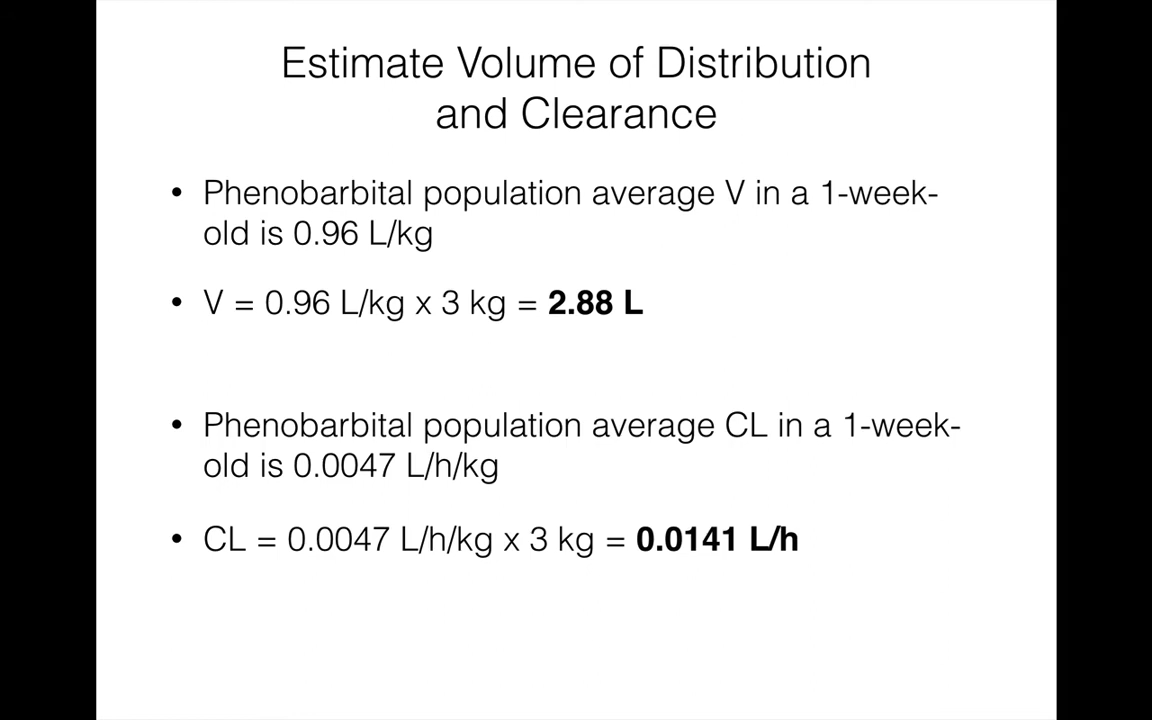 Estimate Volume of Distribution
and Clearance
• Phenobarbital population average V in a 1-week-
old is 0.96 L/kg
• V = 0.96 L/kg x 3 kg = 2.88 L
• Phenobarbital population average CL in a 1-week-
old is 0.0047 L/h/kg
• CL = 0.0047 L/h/kg x 3 kg = 0.0141 L/h